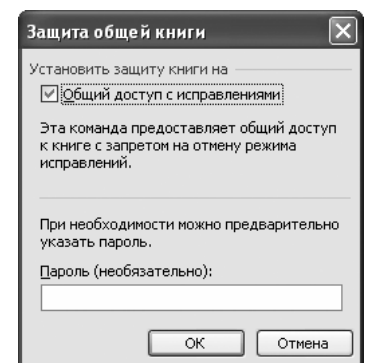 Защита общей книги
Установить защиту книги на
Общий доступ с исправлениями
Эта команда предоставляет общий доступ
к книге с запретом на отмену режима
исправлений.
При необходимости можно предварительно
указать пароль.
Пароль (необязательно):
ОК
Отмена